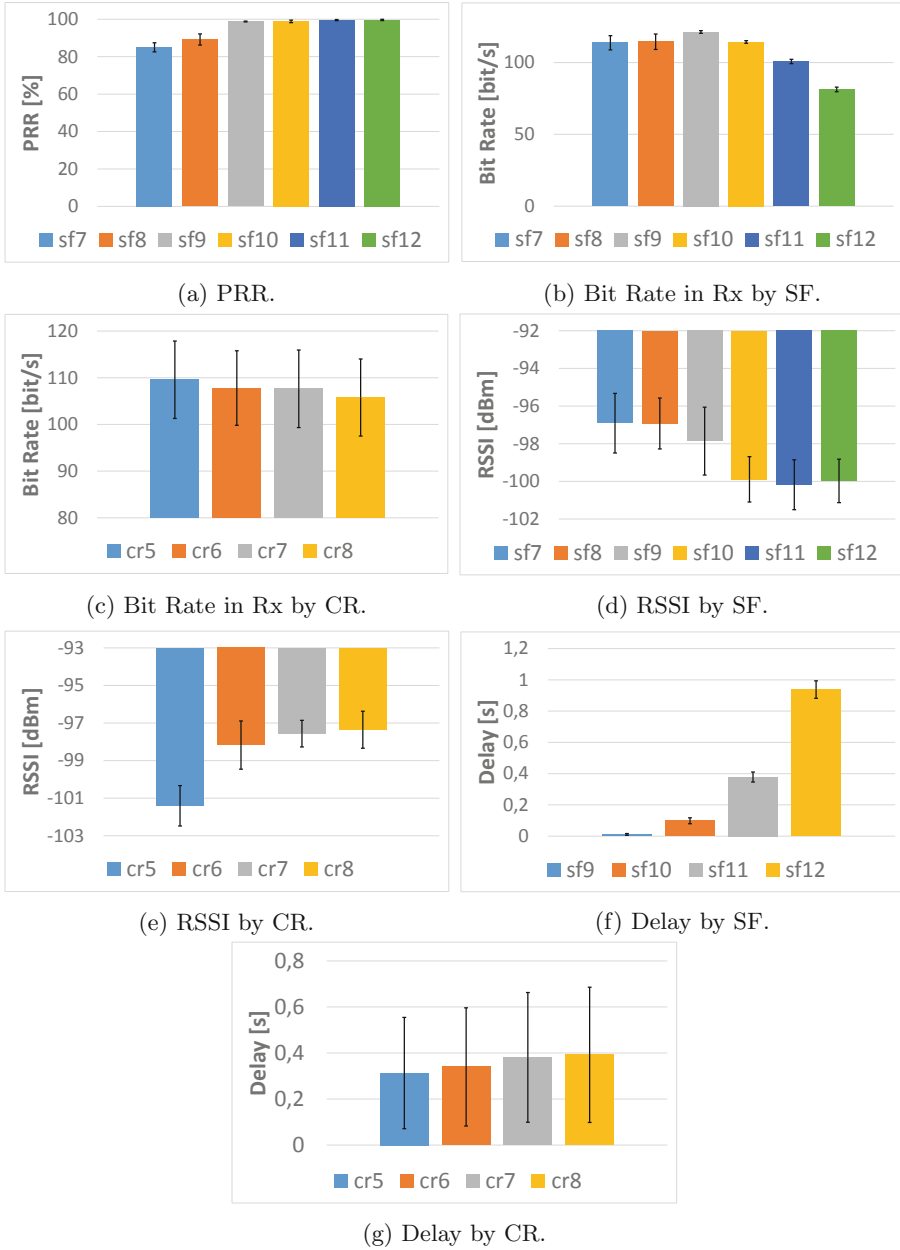 PRR [%]
100
80
60
40
20
0
sf7 sf8 sf9 sf10 sf11 sf12
(a) PRR.
Bit Rate [bit/s]
100
50
0
sf7 sf8 sf9 sf10 sf11 sf12
(b) Bit Rate in Rx by SF.
Bit Rate [bit/s]
120
110
100
90
80
cr5 cr6 cr7 cr8
(c) Bit Rate in Rx by CR.
RSSI [dBm]
-92
-94
-96
-98
-100
-102
sf7 sf8 sf9 sf10 sf11 sf12
(d) RSSI by SF.
RSSI [dBm]
-93
-95
-97
-99
-101
-103
cr5 cr6 cr7 cr8
(e) RSSI by CR.
Delay [s]
1,2
1
0,8
0,6
0,4
0,2
0
sf9 sf10 sf11 sf12
(f) Delay by SF.
Delay [s]
0,8
0,6
0,4
0,2
0
cr5 cr6 cr7 cr8
(g) Delay by CR.